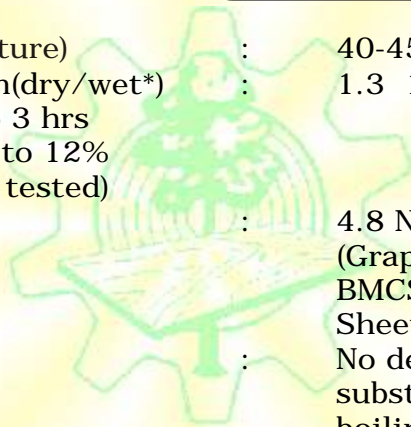 ture) : 40-45
n(dry/wet*) : 1.3
3 hrs
to 12%
tested)
: 4.8 N
(Grap
BMCS
Shee
: No de
subst
boilin